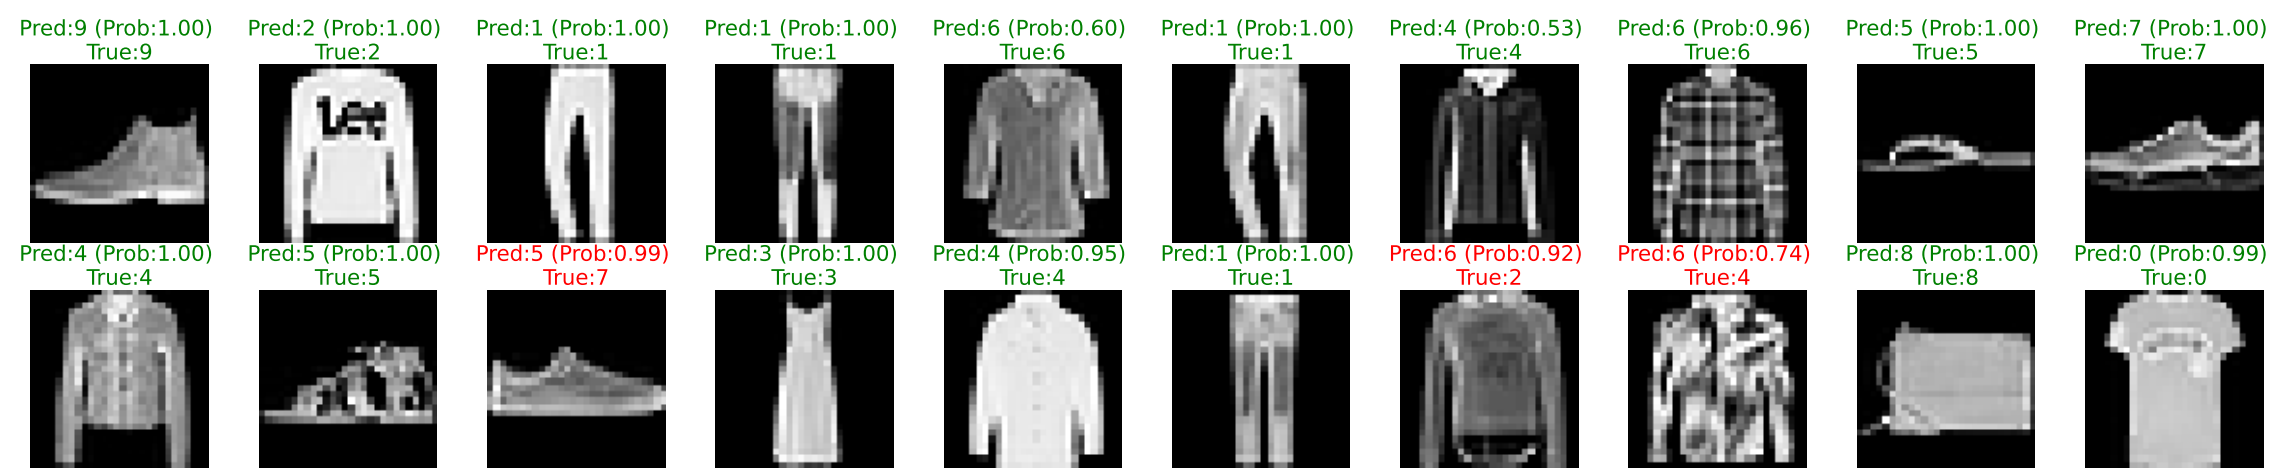 Pred:9 (Prob:1.00) Pred:2 (Prob:1.00) Pred:1 (Prob:1.00) Pred:1 (Prob:1.00) Pred:6 (Prob:0.60) Pred:1 (Prob:1.00) Pred:4 (Prob:0.53) Pred:6 (Prob:0.96) Pred:5 (Prob:1.00) Pred:7 (Prob:1.00)
True:9 True:2 True:1 True:1 True:6 True:1 True:4 True:6 True:5 True:7
Lee
Pred:4 (Prob:1.00) Pred:5 (Prob:1.00) Pred:5 (Prob:0.99) Pred:3 (Prob:1.00) Pred:4 (Prob:0.95) Pred:1 (Prob:1.00) Pred:6 (Prob:0.92) Pred:6 (Prob:0.74) Pred:8 (Prob:1.00) Pred:0 (Prob:0.99)
True:4 True:5 True:7 True:3 True:4 True:1 True:2 True:4 True:8 True:0